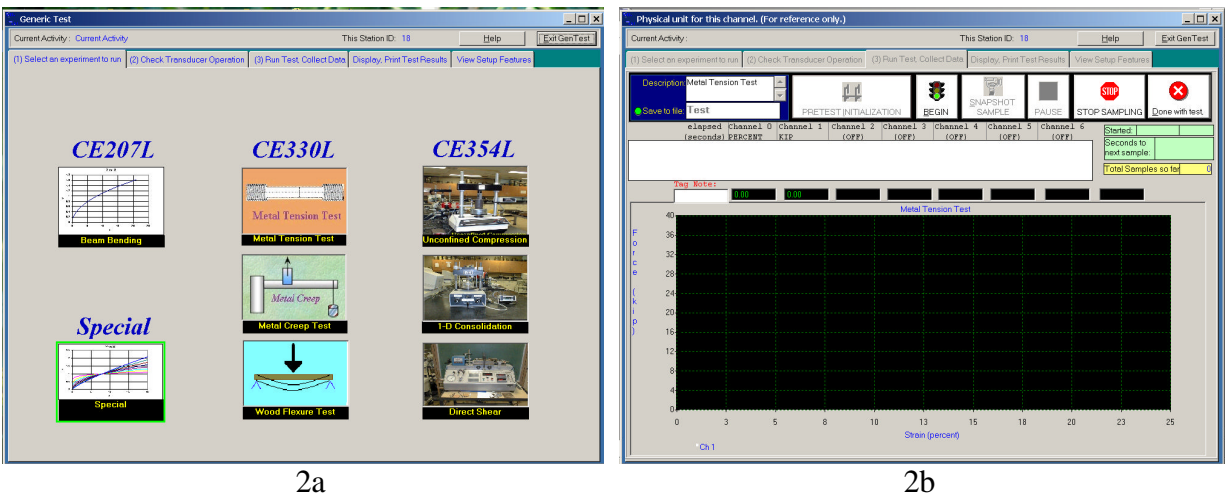 Generic Test
Current Activity: Current Activity
This Station ID: 18
Help
Exit GenTest
(1) Select an experiment to run
(2) Check Transducer Operation
(3) Run Test, Collect Data
Display, Print Test Results
View Setup Features
CE207L
CE330L
CE354L
Beam Bending
Metal Tension Test
Metal Tension Test
Unconfined Compression
Metal Creep
Metal Creep Test
1-D Consolidation
Special
Special
Wood Flexure Test
Direct Shear
2a
Physical unit for this channel. (For reference only.)
Current Activity:
This Station ID: 18
Help
Exit GenTest
(1) Select an experiment to run
(2) Check Transducer Operation
(3) Run Test, Collect Data
Display, Print Test Results
View Setup Features
Description: Metal Tension Test
Save to file: Test
PRETEST INITIALIZATION
BEGIN
SNAPSHOT
SAMPLE
PAUSE
STOP
STOP SAMPLING
Done with test.
elapsed Channel 0 Channel 1 Channel 2 Channel 3 Channel 4 Channel 5 Channel 6
(seconds) PERCENT KIP (OFF) (OFF) (OFF) (OFF) (OFF)
Started:
Seconds to
next sample:
Total Samples so far 0
Tag Note:
0.00 0.00
Metal Tension Test
Force (kip)
40
36
32
28
24
20
16
12
8
4
0
0 3 5 8 10 13 15 18 20 23 25
Strain (percent)
*Ch 1
2b